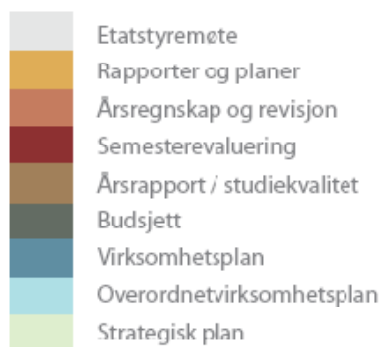 Etatstyremøte
Rapporter og planer
Årsregnskap og revisjon
Semesterevaluering
Årsrapport / studiekvalitet
Budsjett
Virksomhetsplan
Overordnetvirksomhetsplan
Strategisk plan